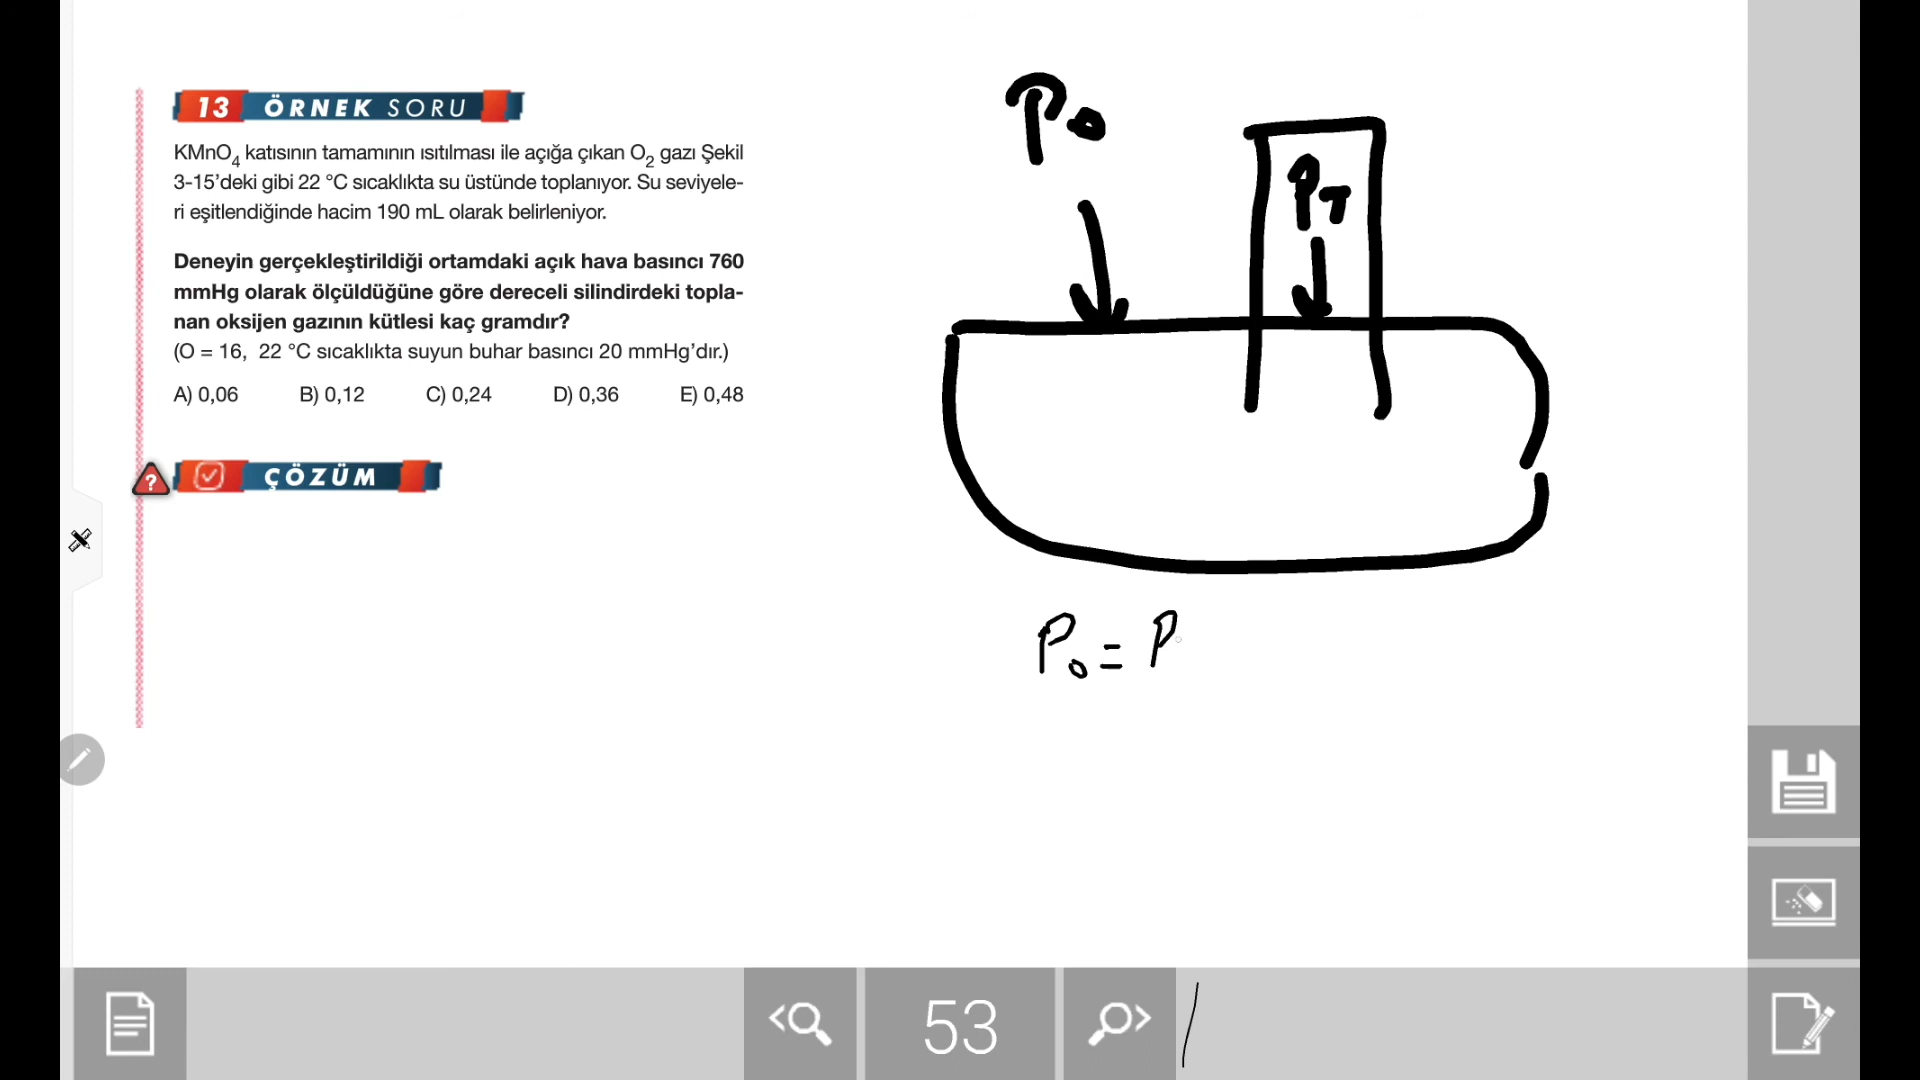 13 ÖRNEK SORU
KMnO₄ katısının tamamının ısıtılması ile açığa çıkan O₂ gazı Şekil
3-15’deki gibi 22 °C sıcaklıkta su üstünde toplanıyor. Su seviyele-
ri eşitlendiğinde hacim 190 mL olarak belirleniyor.
Deneyin gerçekleştirildiği ortamdaki açık hava basıncı 760
mmHg olarak ölçüldüğüne göre dereceli silindirdeki topla-
nan oksijen gazının kütlesi kaç gramdır?
(O = 16, 22 °C sıcaklıkta suyun buhar basıncı 20 mmHg’dır.)
A) 0,06 B) 0,12 C) 0,24 D) 0,36 E) 0,48
? ÇÖZÜM
P₀
P_T
P₀ = P
53